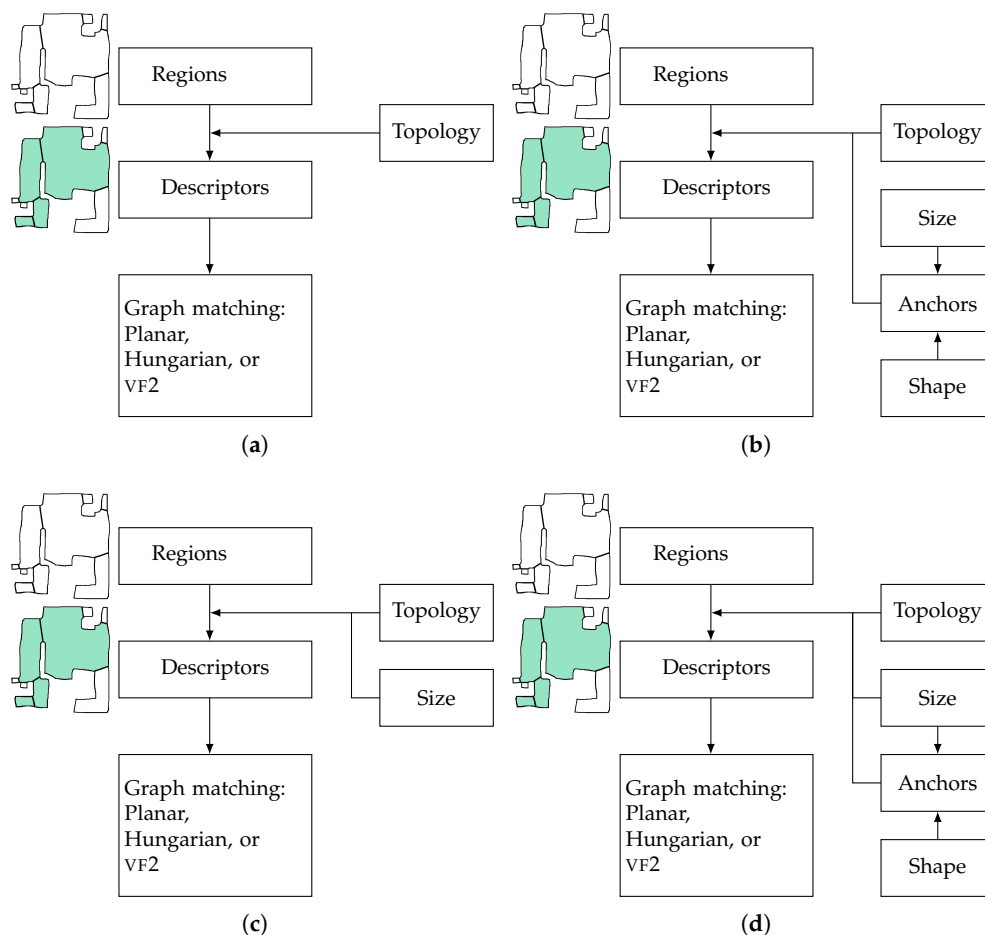 Regions
Topology
Descriptors
Graph matching:
Planar,
Hungarian, or
VF2
(a)
Regions
Topology
Descriptors
Size
Graph matching:
Planar,
Hungarian, or
VF2
Anchors
Shape
(b)
Regions
Topology
Descriptors
Size
Graph matching:
Planar,
Hungarian, or
VF2
(c)
Regions
Topology
Descriptors
Size
Graph matching:
Planar,
Hungarian, or
VF2
Anchors
Shape
(d)